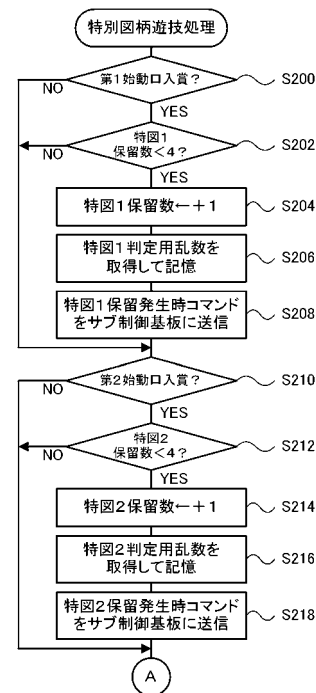 特別図柄遊技処理
第1始動口入賞？
S200
NO
YES
特図1
保留数<4？
S202
NO
YES
特図1保留数←＋1
S204
特図1判定用乱数を
取得して記憶
S206
特図1保留発生時コマンド
をサブ制御基板に送信
S208
第2始動口入賞？
S210
NO
YES
特図2
保留数<4？
S212
NO
YES
特図2保留数←＋1
S214
特図2判定用乱数を
取得して記憶
S216
特図2保留発生時コマンド
をサブ制御基板に送信
S218
A